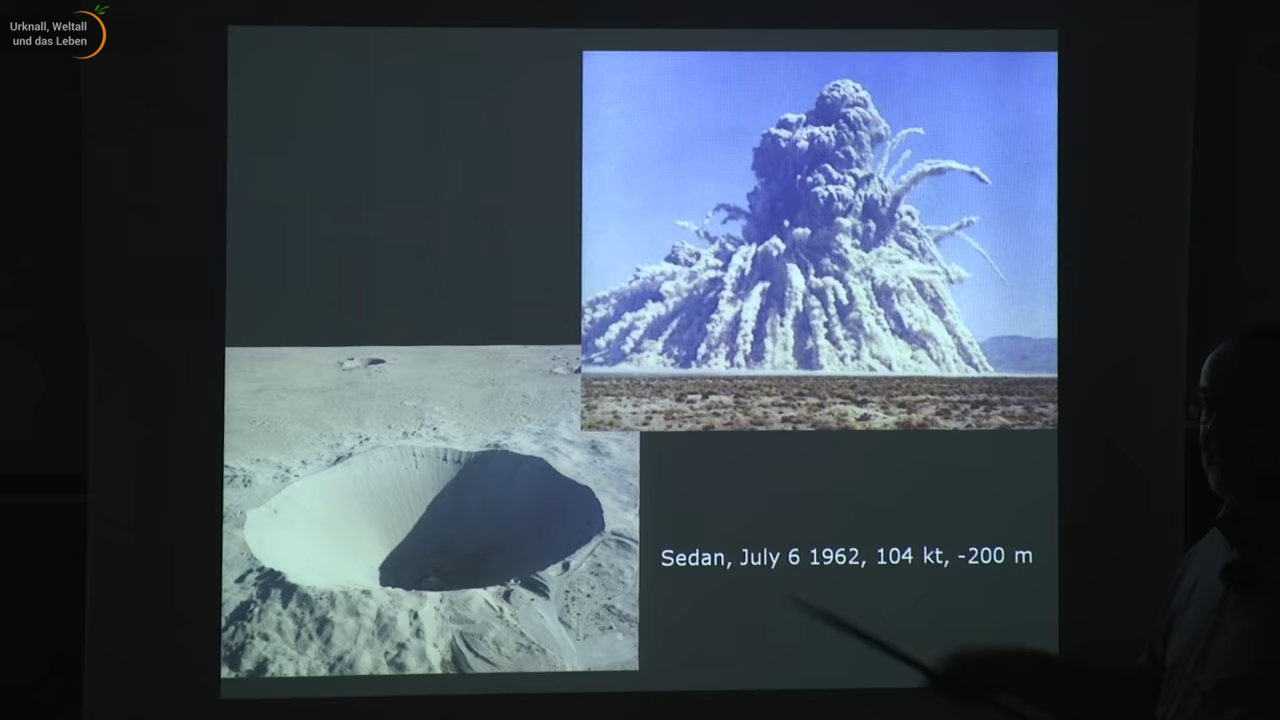 Urknall, Weltall
und das Leben
Sedan, July 6 1962, 104 kt, -200 m